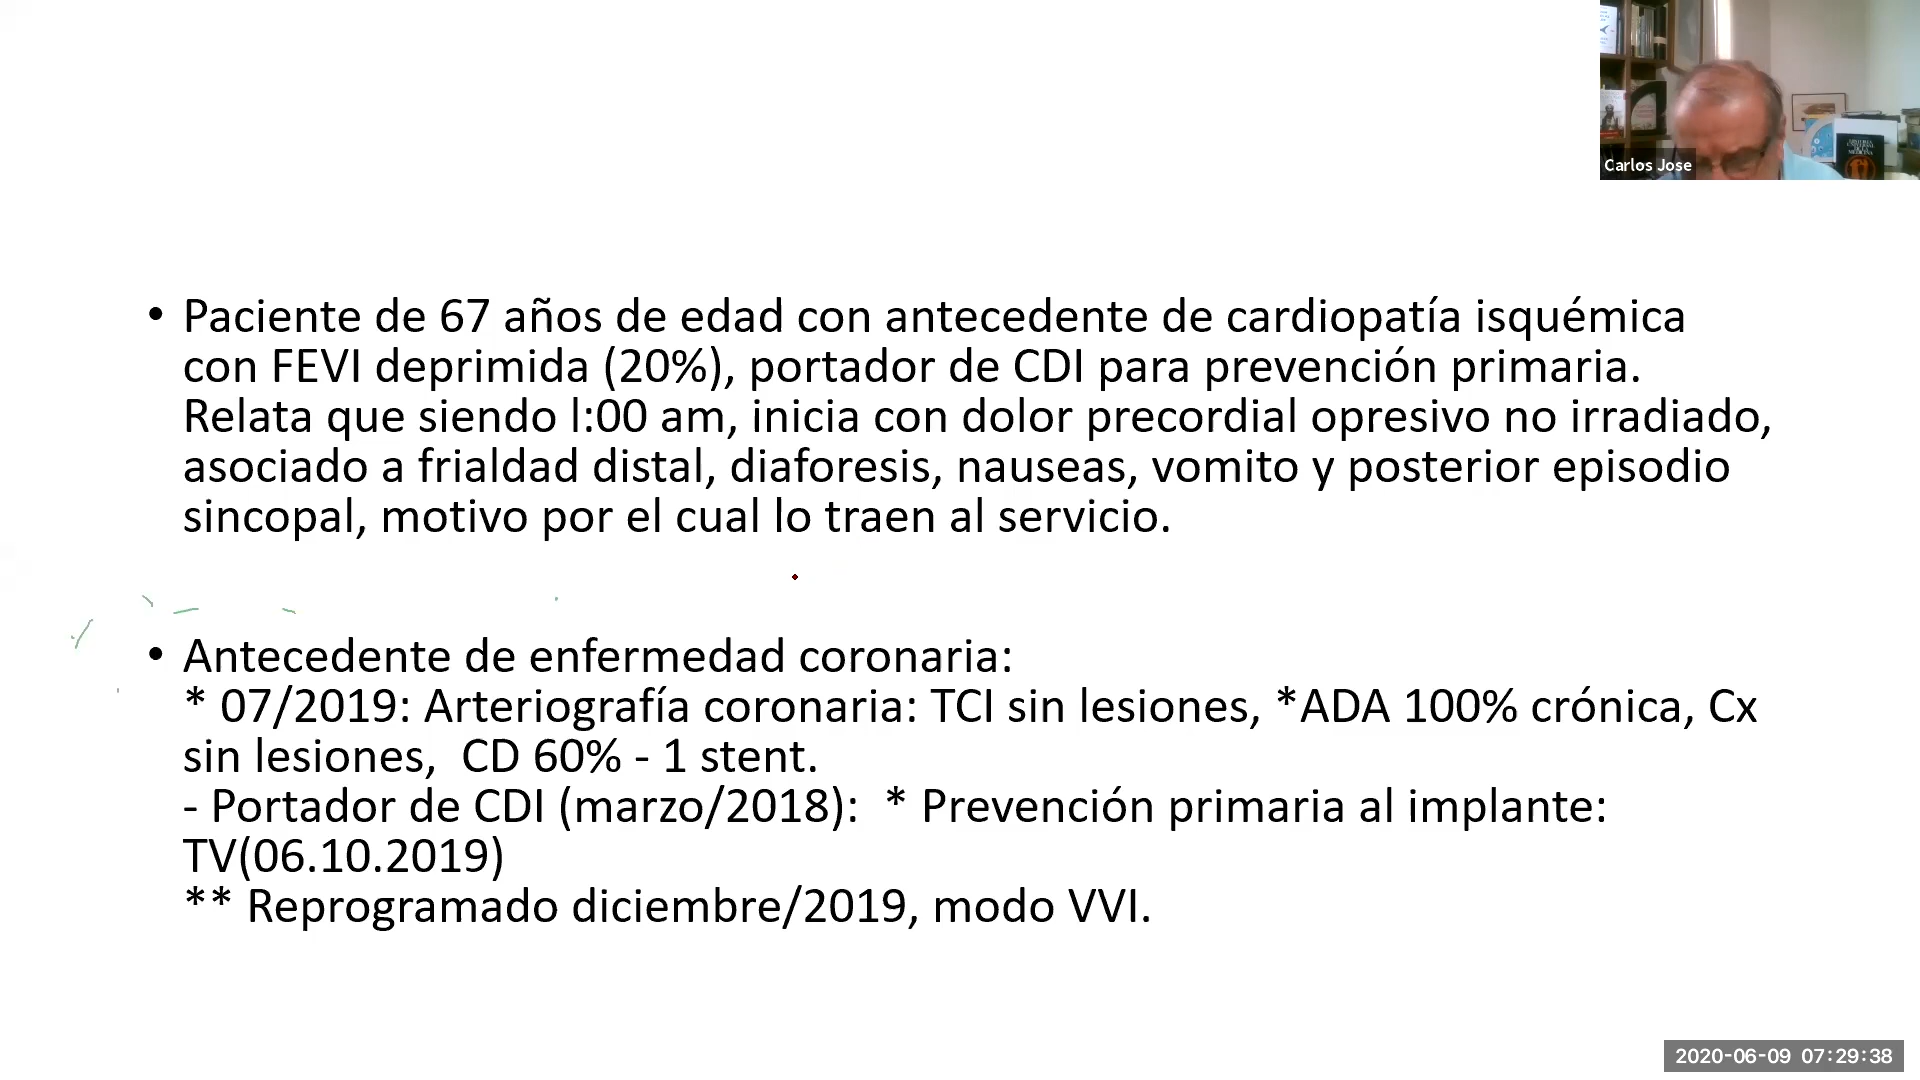 Carlos Jose
• Paciente de 67 años de edad con antecedente de cardiopatía isquémica
con FEVI deprimida (20%), portador de CDI para prevención primaria.
Relata que siendo l:00 am, inicia con dolor precordial opresivo no irradiado,
asociado a frialdad distal, diaforesis, nauseas, vomito y posterior episodio
sincopal, motivo por el cual lo traen al servicio.
• Antecedente de enfermedad coronaria:
* 07/2019: Arteriografía coronaria: TCI sin lesiones, *ADA 100% crónica, Cx
sin lesiones,  CD 60% - 1 stent.
- Portador de CDI (marzo/2018):  * Prevención primaria al implante:
TV(06.10.2019)
** Reprogramado diciembre/2019, modo VVI.
2020-06-09 07:29:38